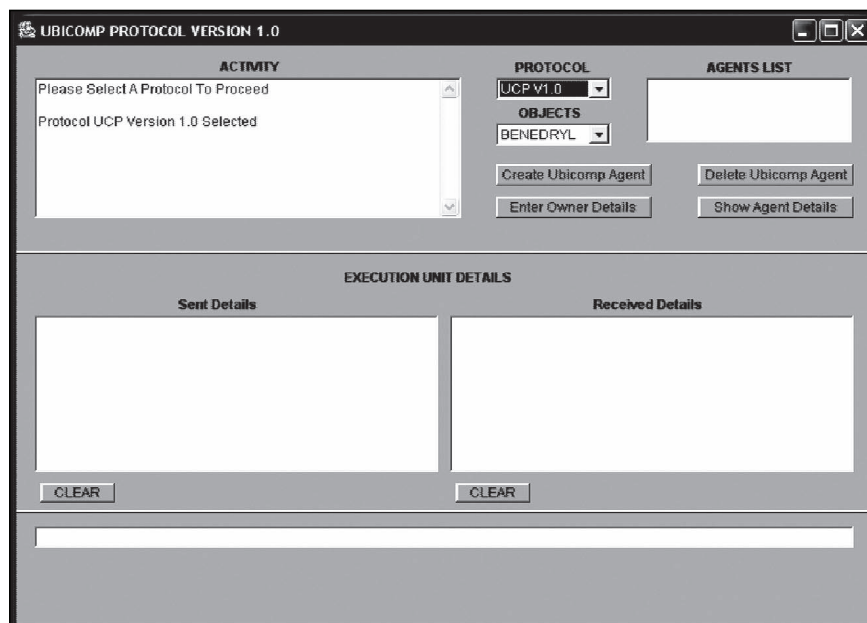 UBICOMP PROTOCOL VERSION 1.0
ACTIVITY
Please Select A Protocol To Proceed
Protocol UCP Version 1.0 Selected
PROTOCOL
UCP V1.0
OBJECTS
BENEDRYL
AGENTS LIST
Create Ubicomp Agent
Delete Ubicomp Agent
Enter Owner Details
Show Agent Details
EXECUTION UNIT DETAILS
Sent Details
Received Details
CLEAR
CLEAR